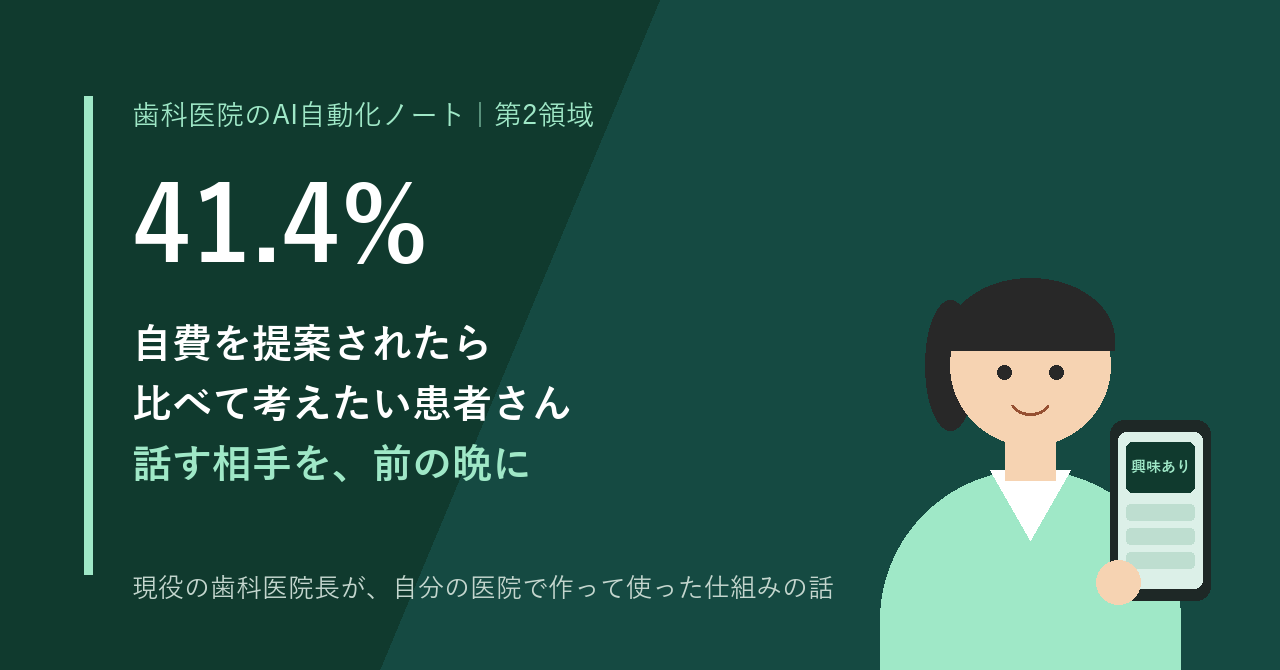 歯科医院のAI自動化ノート｜第2領域
41.4%
自費を提案されたら
比べて考えたい患者さん
話す相手を、前の晩に
興味あり
現役の歯科医院長が、自分の医院で作って使った仕組みの話